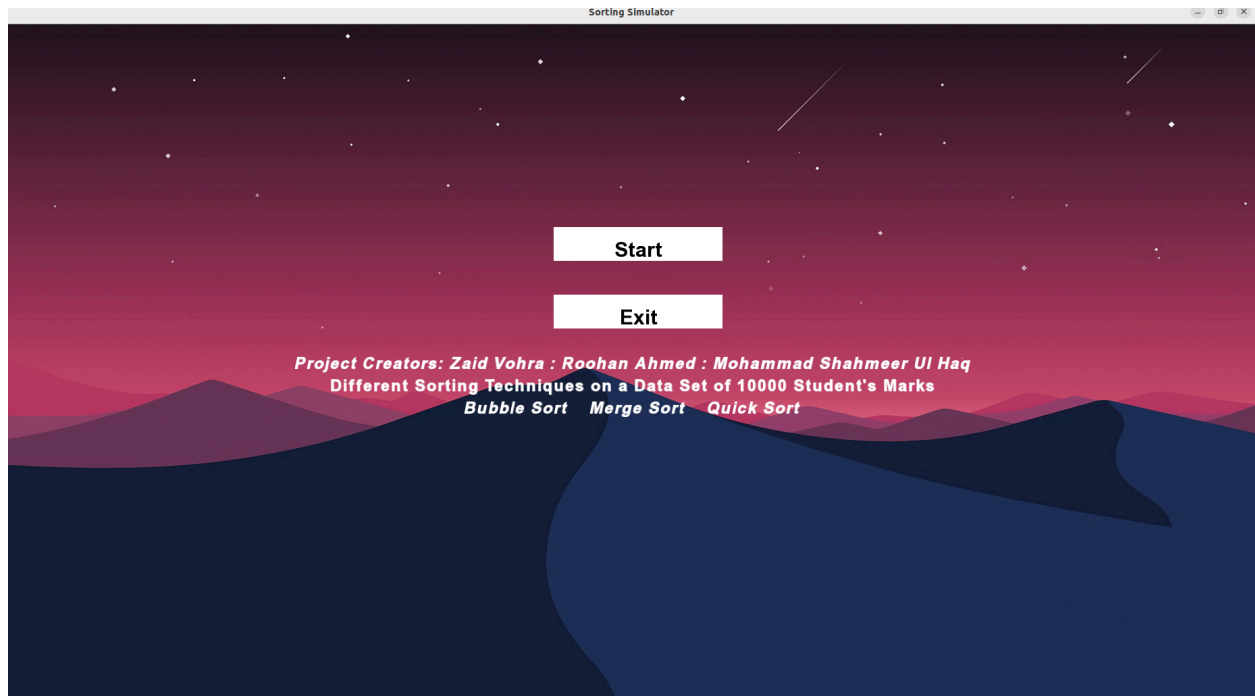 Sorting Simulator
Start
Exit
Project Creators: Zaid Vohra : Roohan Ahmed : Mohammad Shahmeer Ul Haq
Different Sorting Techniques on a Data Set of 10000 Student's Marks
Bubble Sort Merge Sort Quick Sort